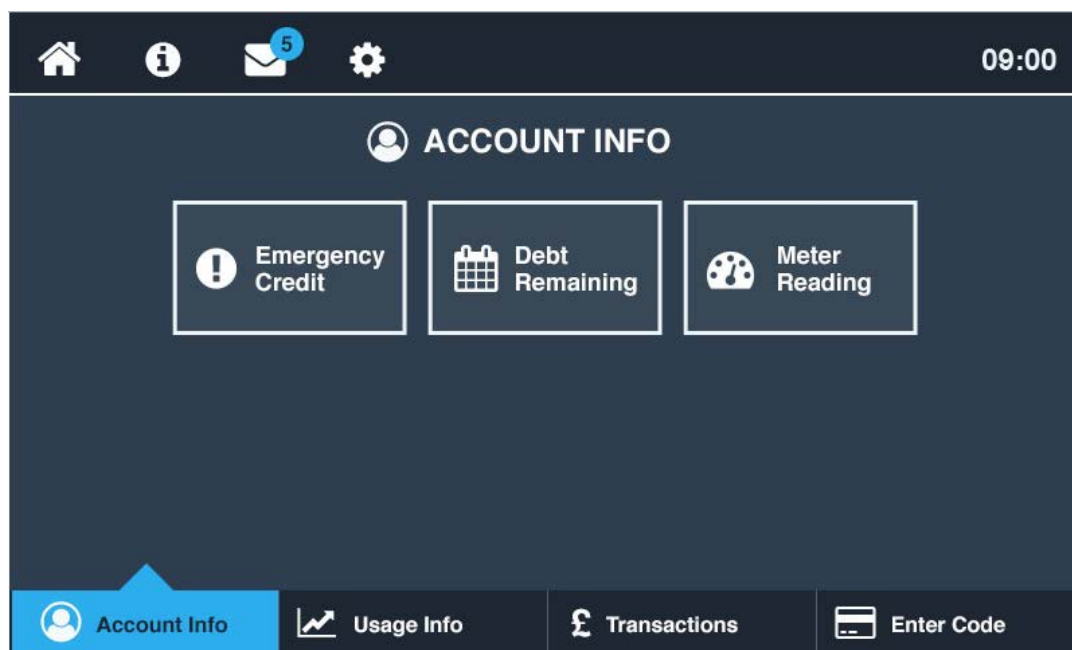 5
09:00
ACCOUNT INFO
Emergency
Credit
Debt
Remaining
Meter
Reading
Account Info
Usage Info
£ Transactions
Enter Code